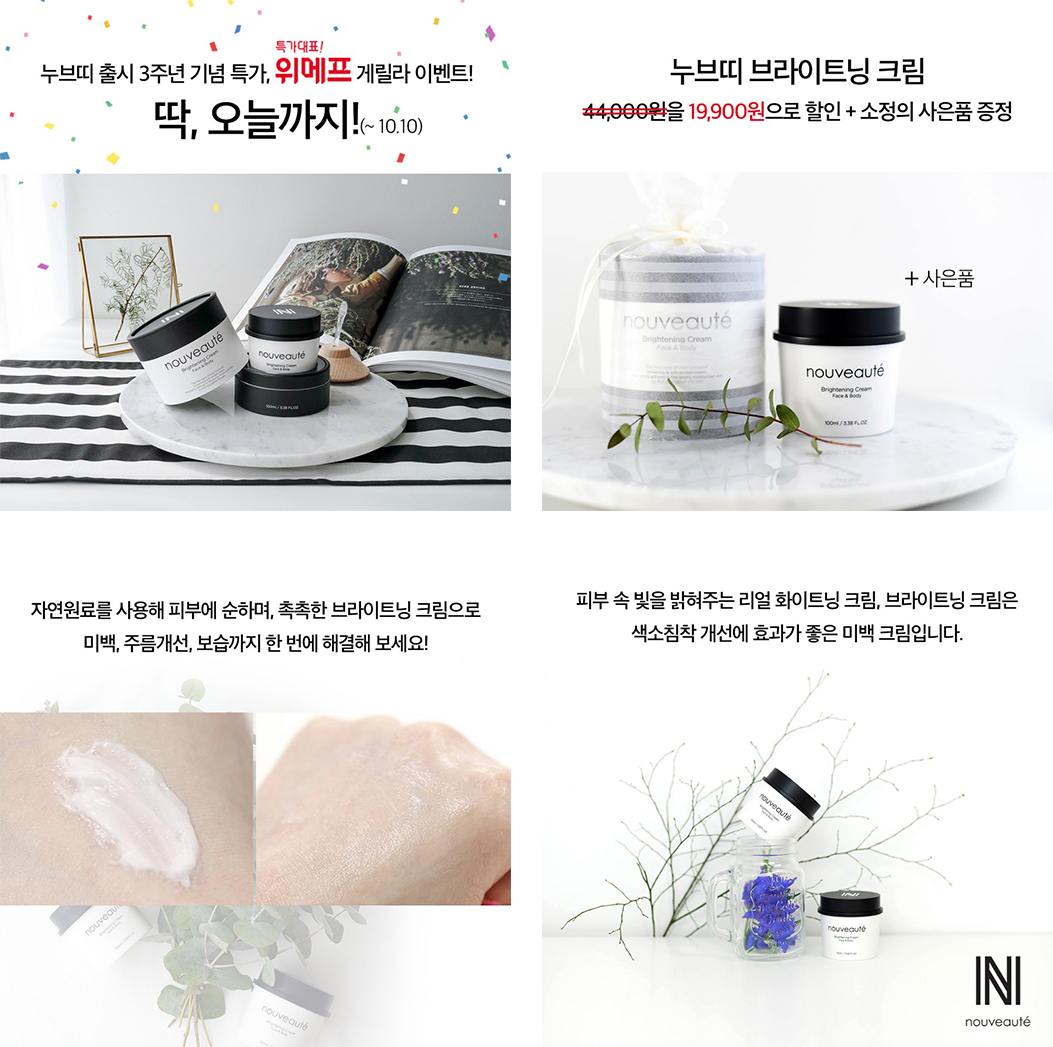 특가대표!
누브띠 출시 3주년 기념 특가, 위메프 게릴라 이벤트!
딱, 오늘까지!(~ 10.10)
nouveauté
Brightening Cream
Face & Body
nouveauté
Brightening Cream
Face & Body
100ml / 3.38 FL.OZ
누브띠 브라이트닝 크림
44,000원을 19,900원으로 할인 + 소정의 사은품 증정
+ 사은품
nouveauté
Brightening Cream
Face & Body
nouveauté
Brightening Cream
Face & Body
100ml / 3.38 FL.OZ
자연원료를 사용해 피부에 순하며, 촉촉한 브라이트닝 크림으로
미백, 주름개선, 보습까지 한 번에 해결해 보세요!
nouveauté
nouveauté
Brightening Cream
Face & Body
피부 속 빛을 밝혀주는 리얼 화이트닝 크림, 브라이트닝 크림은
색소침착 개선에 효과가 좋은 미백 크림입니다.
nouveauté
nouveauté
Brightening Cream
Face & Body
N
nouveauté